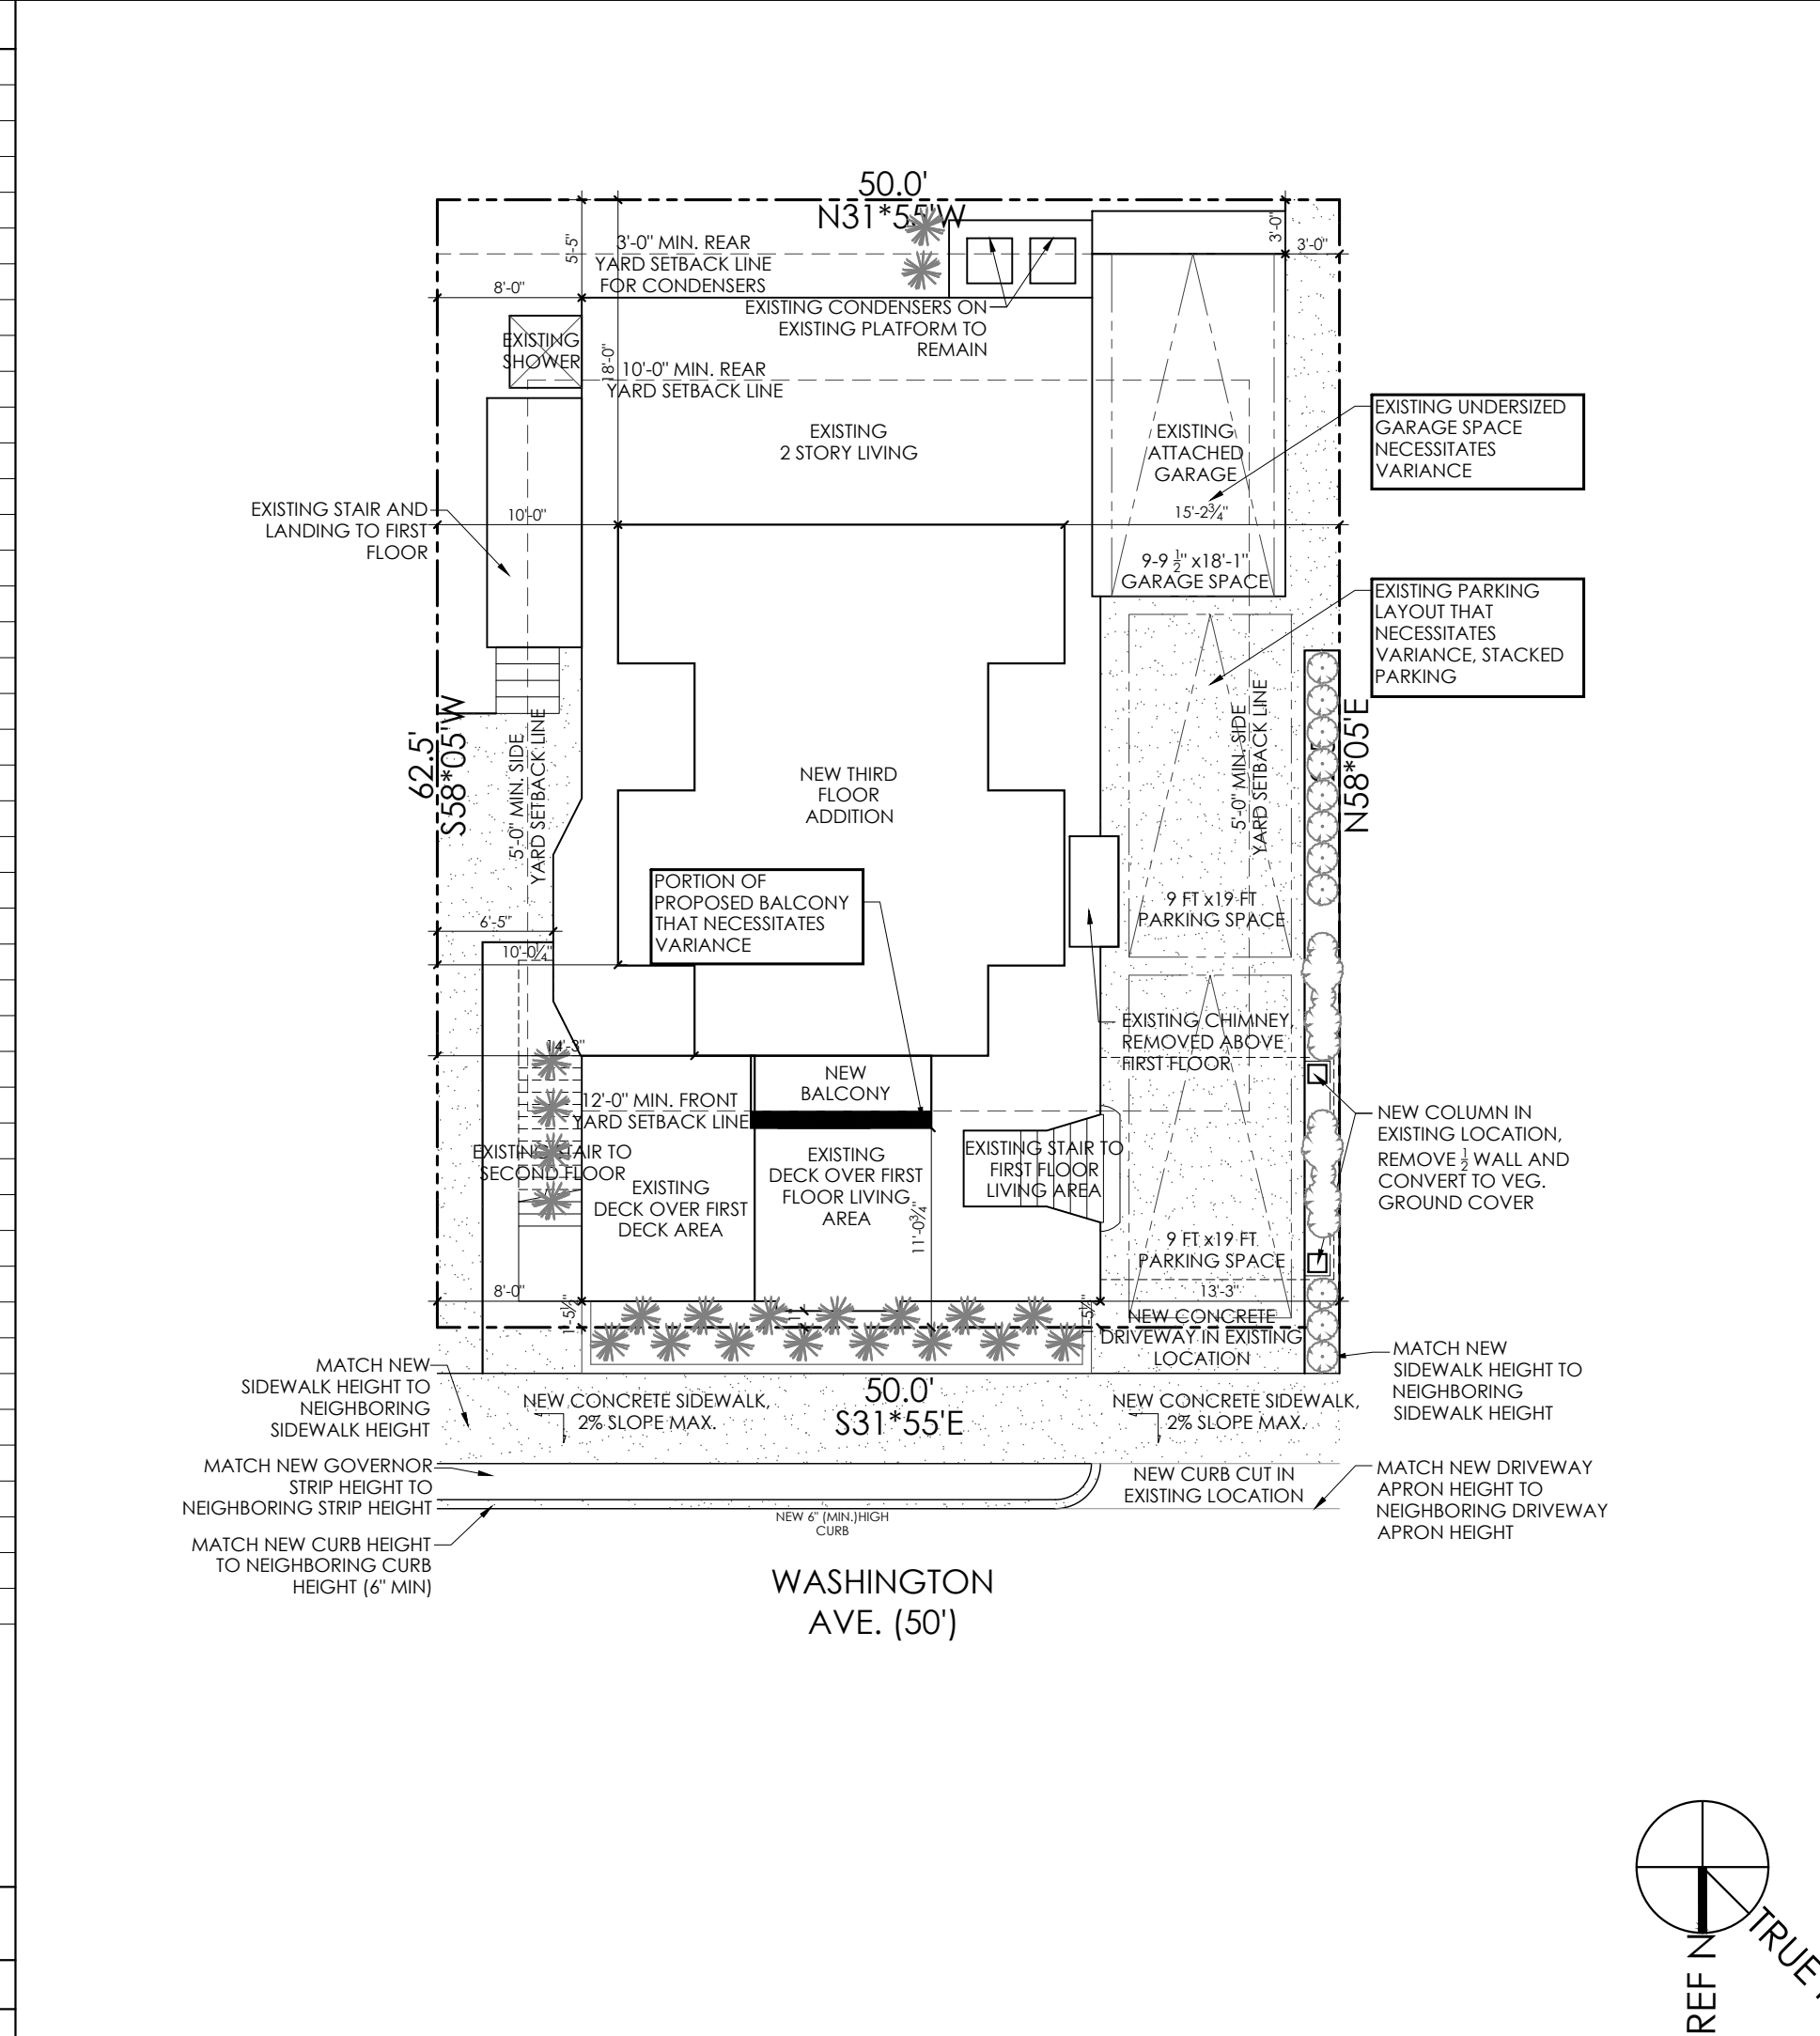 50.0'
N31*55'W
5'-5"
3'-0" MIN. REAR
YARD SETBACK LINE
FOR CONDENSERS
3'-0"
3'-0"
8'-0"
EXISTING CONDENSERS ON
EXISTING PLATFORM TO
REMAIN
EXISTING
SHOWER
18'-0"
10'-0" MIN. REAR
YARD SETBACK LINE
EXISTING
2 STORY LIVING
EXISTING
ATTACHED
GARAGE
EXISTING UNDERSIZED
GARAGE SPACE
NECESSITATES
VARIANCE
EXISTING STAIR AND
LANDING TO FIRST
FLOOR
10'-0"
15'-2¾"
9-9 ½" x18'-1"
GARAGE SPACE
EXISTING PARKING
LAYOUT THAT
NECESSITATES
VARIANCE, STACKED
PARKING
62.5'
S58*05'W
5'-0" MIN. SIDE
YARD SETBACK LINE
NEW THIRD
FLOOR
ADDITION
5'-0" MIN. SIDE
YARD SETBACK LINE
N58*05'E
PORTION OF
PROPOSED BALCONY
THAT NECESSITATES
VARIANCE
9 FT x19 FT
PARKING SPACE
6'-5"
10'-0¼"
EXISTING CHIMNEY,
REMOVED ABOVE
FIRST FLOOR
14'-3"
NEW
BALCONY
12'-0" MIN. FRONT
YARD SETBACK LINE
NEW COLUMN IN
EXISTING LOCATION,
REMOVE ½ WALL AND
CONVERT TO VEG.
GROUND COVER
EXISTING STAIR TO
SECOND FLOOR
EXISTING
DECK OVER FIRST
DECK AREA
EXISTING
DECK OVER FIRST
FLOOR LIVING
AREA
11'-0¾"
EXISTING STAIR TO
FIRST FLOOR
LIVING AREA
9 FT x19 FT
PARKING SPACE
8'-0"
13'-3"
1'-5½"
1'-5½"
NEW CONCRETE
DRIVEWAY IN EXISTING
LOCATION
MATCH NEW
SIDEWALK HEIGHT TO
NEIGHBORING
SIDEWALK HEIGHT
NEW CONCRETE SIDEWALK,
2% SLOPE MAX.
50.0'
S31*55'E
NEW CONCRETE SIDEWALK,
2% SLOPE MAX.
MATCH NEW
SIDEWALK HEIGHT TO
NEIGHBORING
SIDEWALK HEIGHT
MATCH NEW GOVERNOR
STRIP HEIGHT TO
NEIGHBORING STRIP HEIGHT
NEW CURB CUT IN
EXISTING LOCATION
MATCH NEW DRIVEWAY
APRON HEIGHT TO
NEIGHBORING DRIVEWAY
APRON HEIGHT
NEW 6" (MIN.)HIGH
CURB
MATCH NEW CURB HEIGHT
TO NEIGHBORING CURB
HEIGHT (6" MIN)
WASHINGTON
AVE. (50')
REF N
TRUE